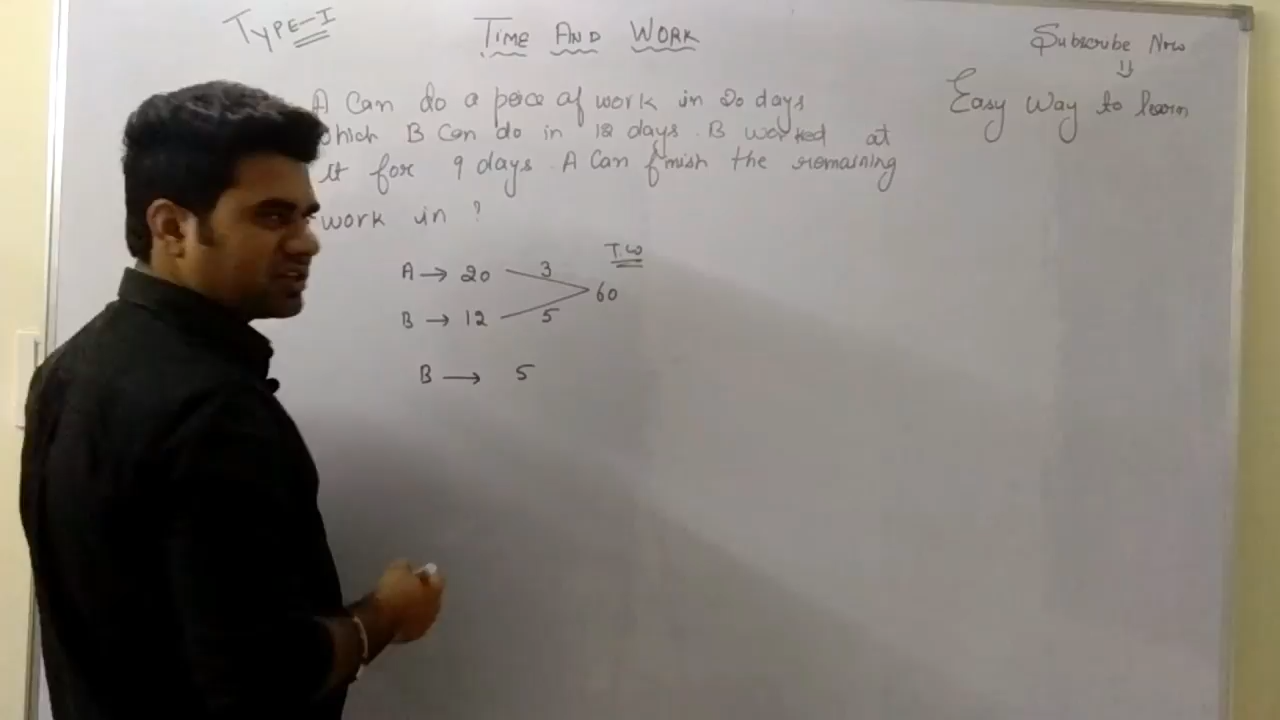 TYPE-I
TIME AND WORK
Subscribe Now
Easy Way to learn
A Can do a peice of work in 20 days
which B Can do in 12 days. B worked at
it for 9 days. A Can finish the remaining
work in ?
T.W
A → 20 3
60
B → 12 5
B → 5